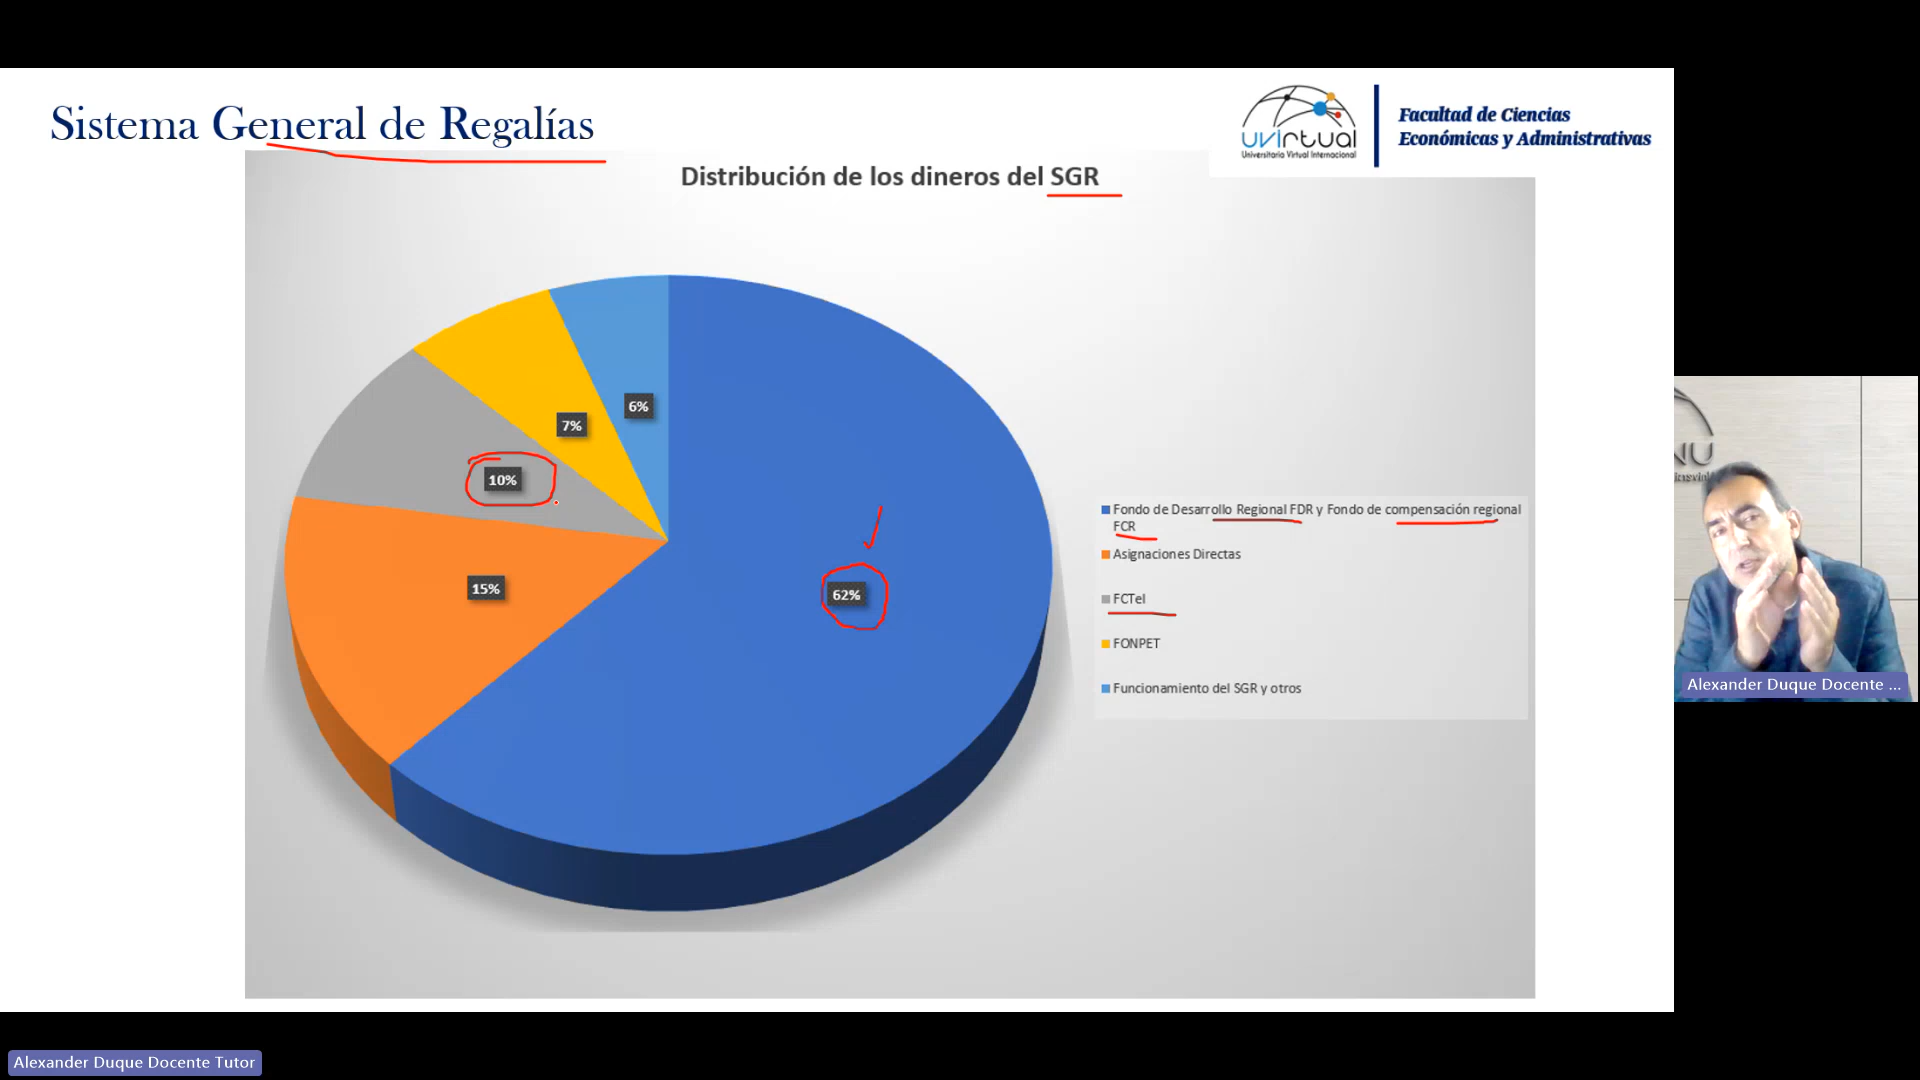 Sistema General de Regalías
uvirtual
Universitaria Virtual Internacional
Facultad de Ciencias
Económicas y Administrativas
Distribución de los dineros del SGR
6%
7%
10%
15%
62%
Fondo de Desarrollo Regional FDR y Fondo de compensación regional
FCR
Asignaciones Directas
FCTel
FONPET
Funcionamiento del SGR y otros
Alexander Duque Docente ...
Alexander Duque Docente Tutor